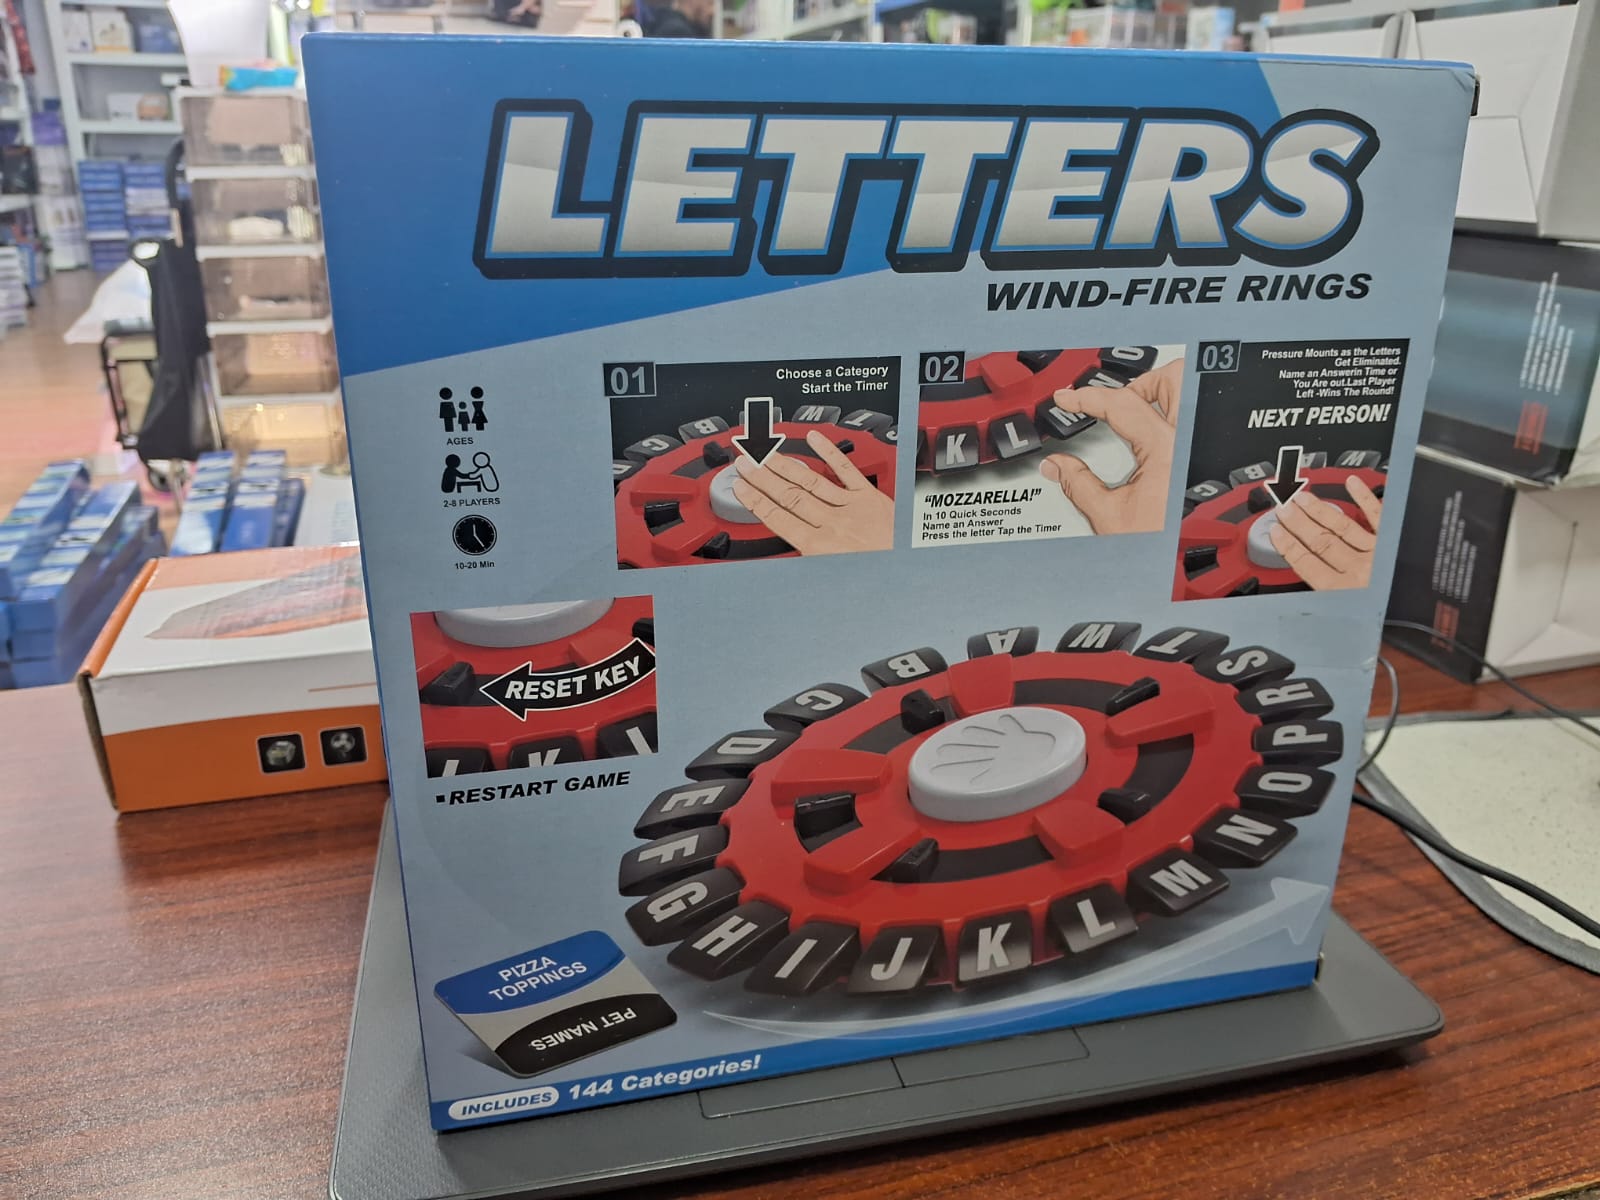 LETTERS
WIND-FIRE RINGS
AGES
2-8 PLAYERS
10-20 Min
01
Choose a Category
Start the Timer
B
W
T
S
C
D
02
O
N
M
L
K
"MOZZARELLA!"
In 10 Quick Seconds
Name an Answer
Press the letter Tap the Timer
03
Pressure Mounts as the Letters
Get Eliminated.
Name an Answerin Time or
You Are out.Last Player
Left -Wins The Round!
NEXT PERSON!
W
B
C
RESET KEY
RESTART GAME
A
B
C
D
E
F
G
H
I
J
K
L
M
N
O
P
R
S
T
W
PIZZA
TOPPINGS
PET NAMES
INCLUDES 144 Categories!